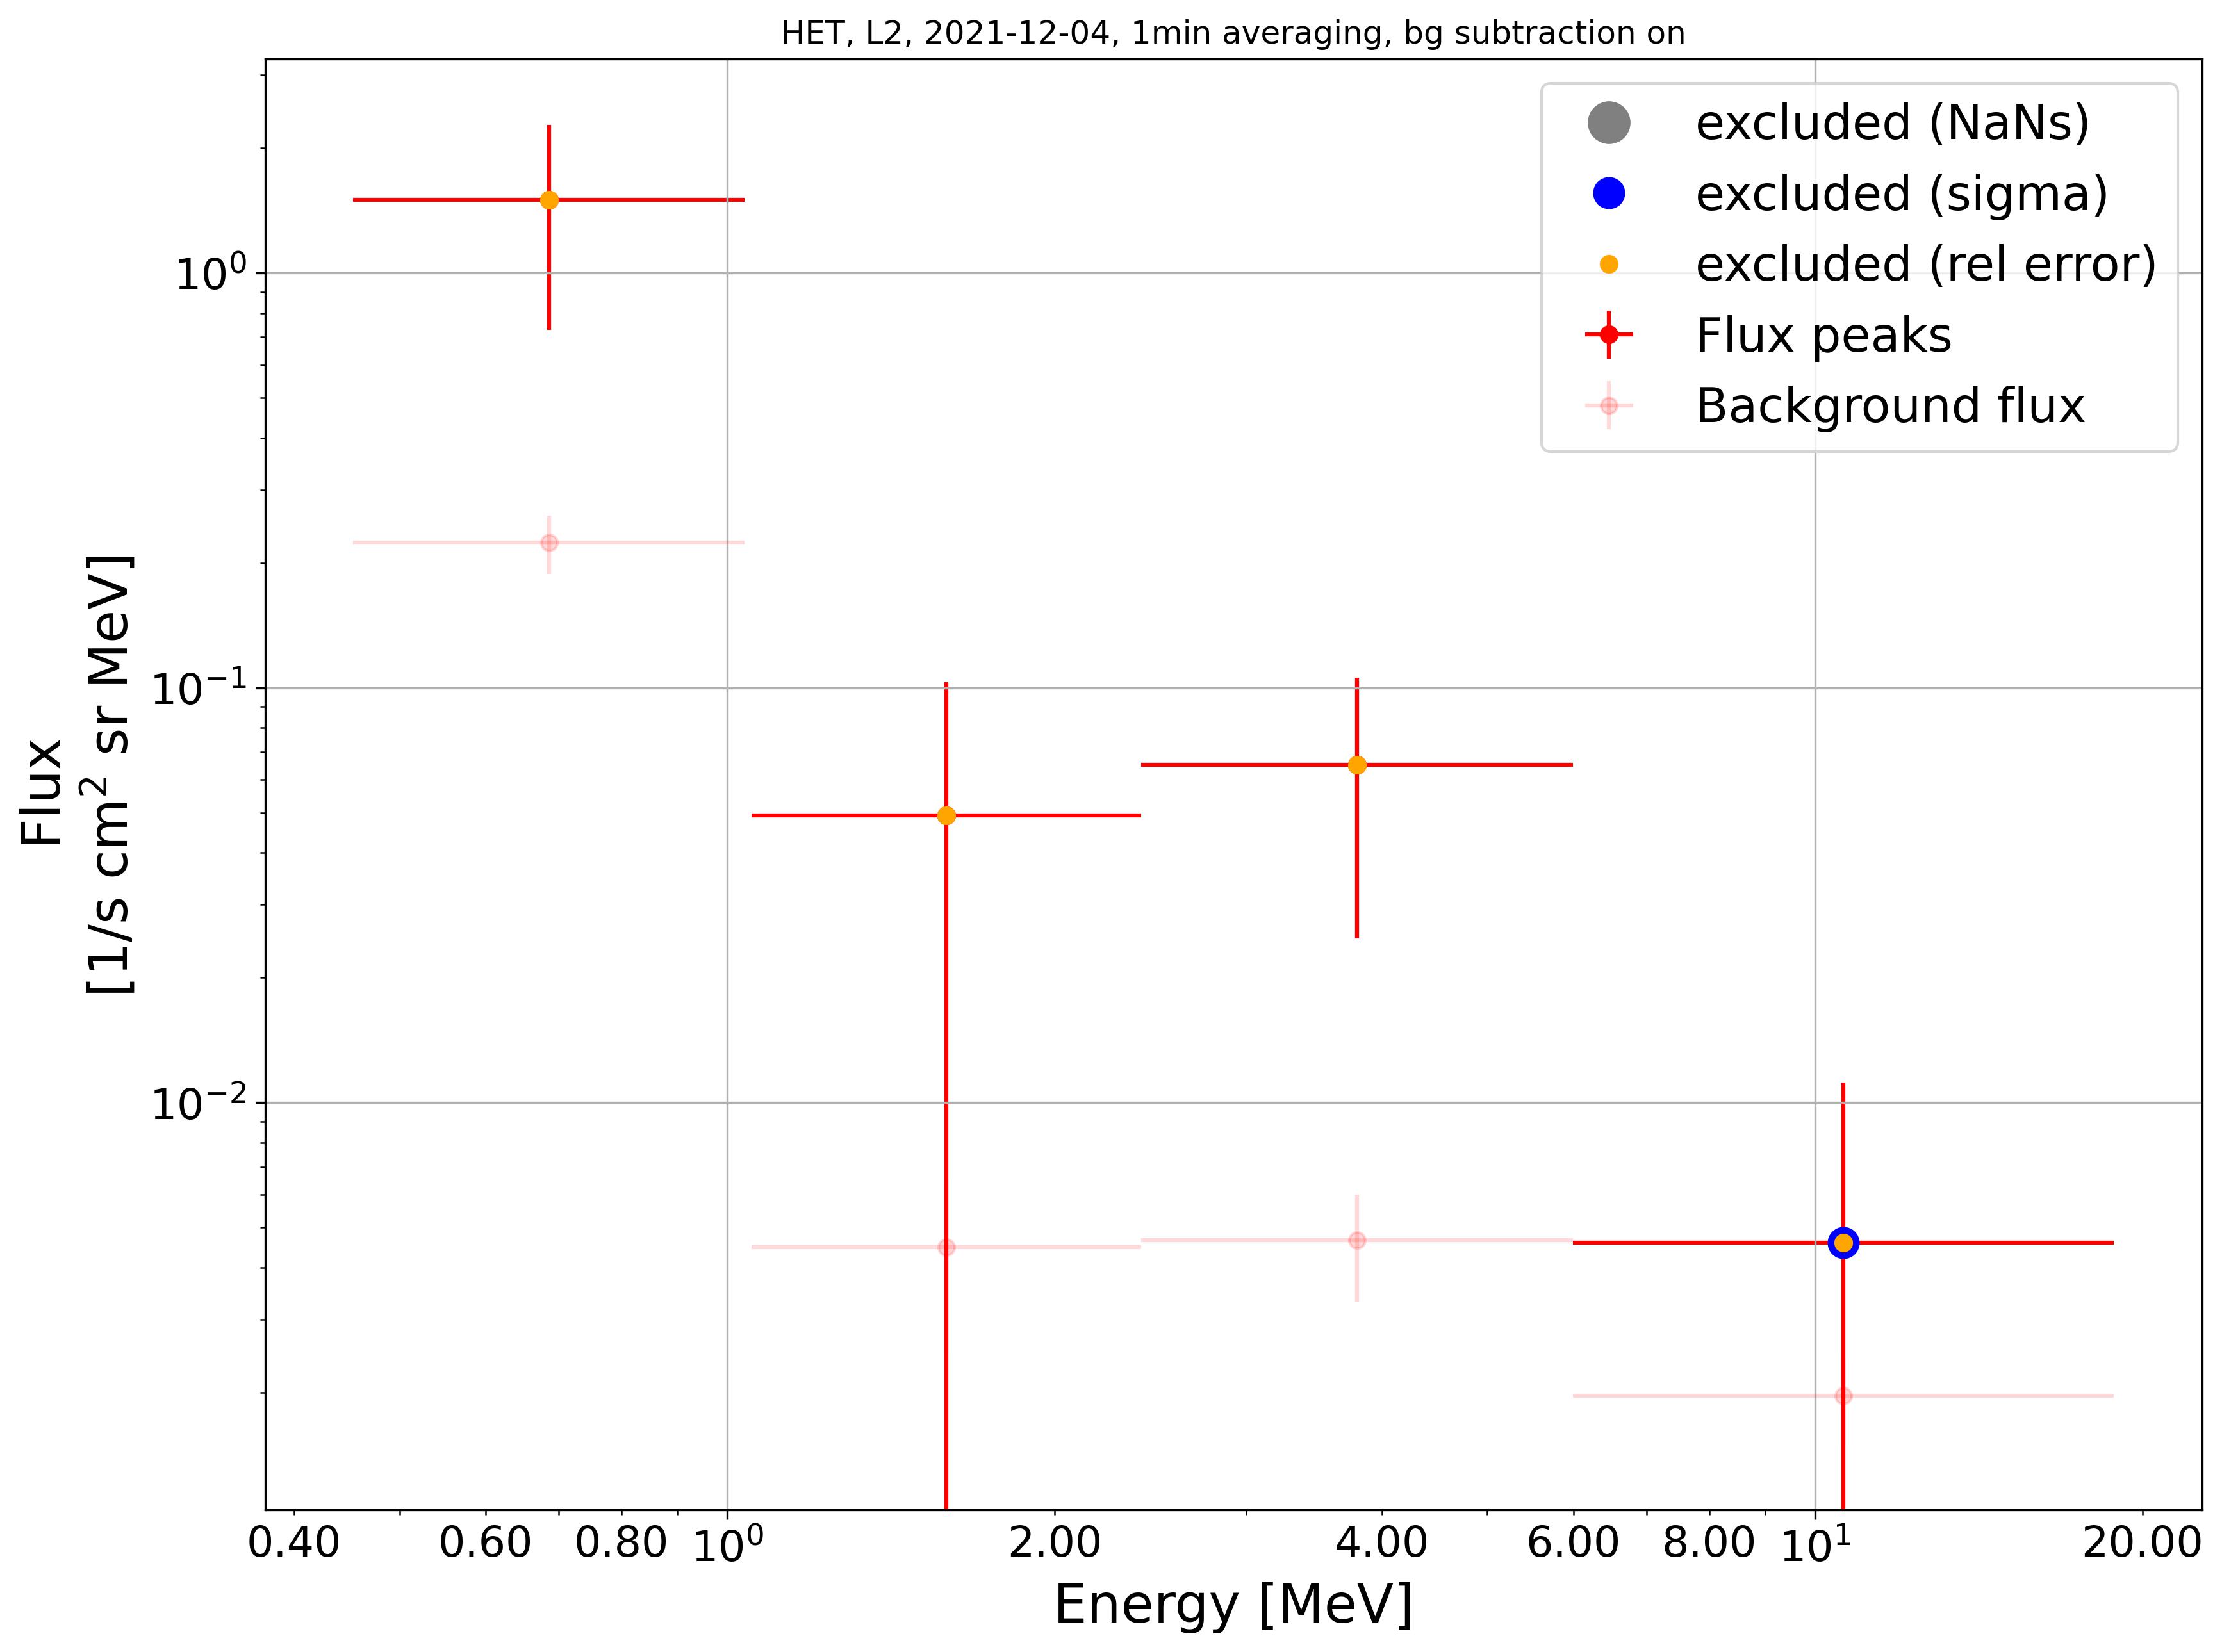 HET, L2, 2021-12-04, 1min averaging, bg subtraction on
excluded (NaNs)
excluded (sigma)
excluded (rel error)
Flux peaks
Background flux
Flux
[1/s cm² sr MeV]
10⁰
10⁻¹
10⁻²
0.40 0.60 0.80 10⁰ 2.00 4.00 6.00 8.00 10¹ 20.00
Energy [MeV]